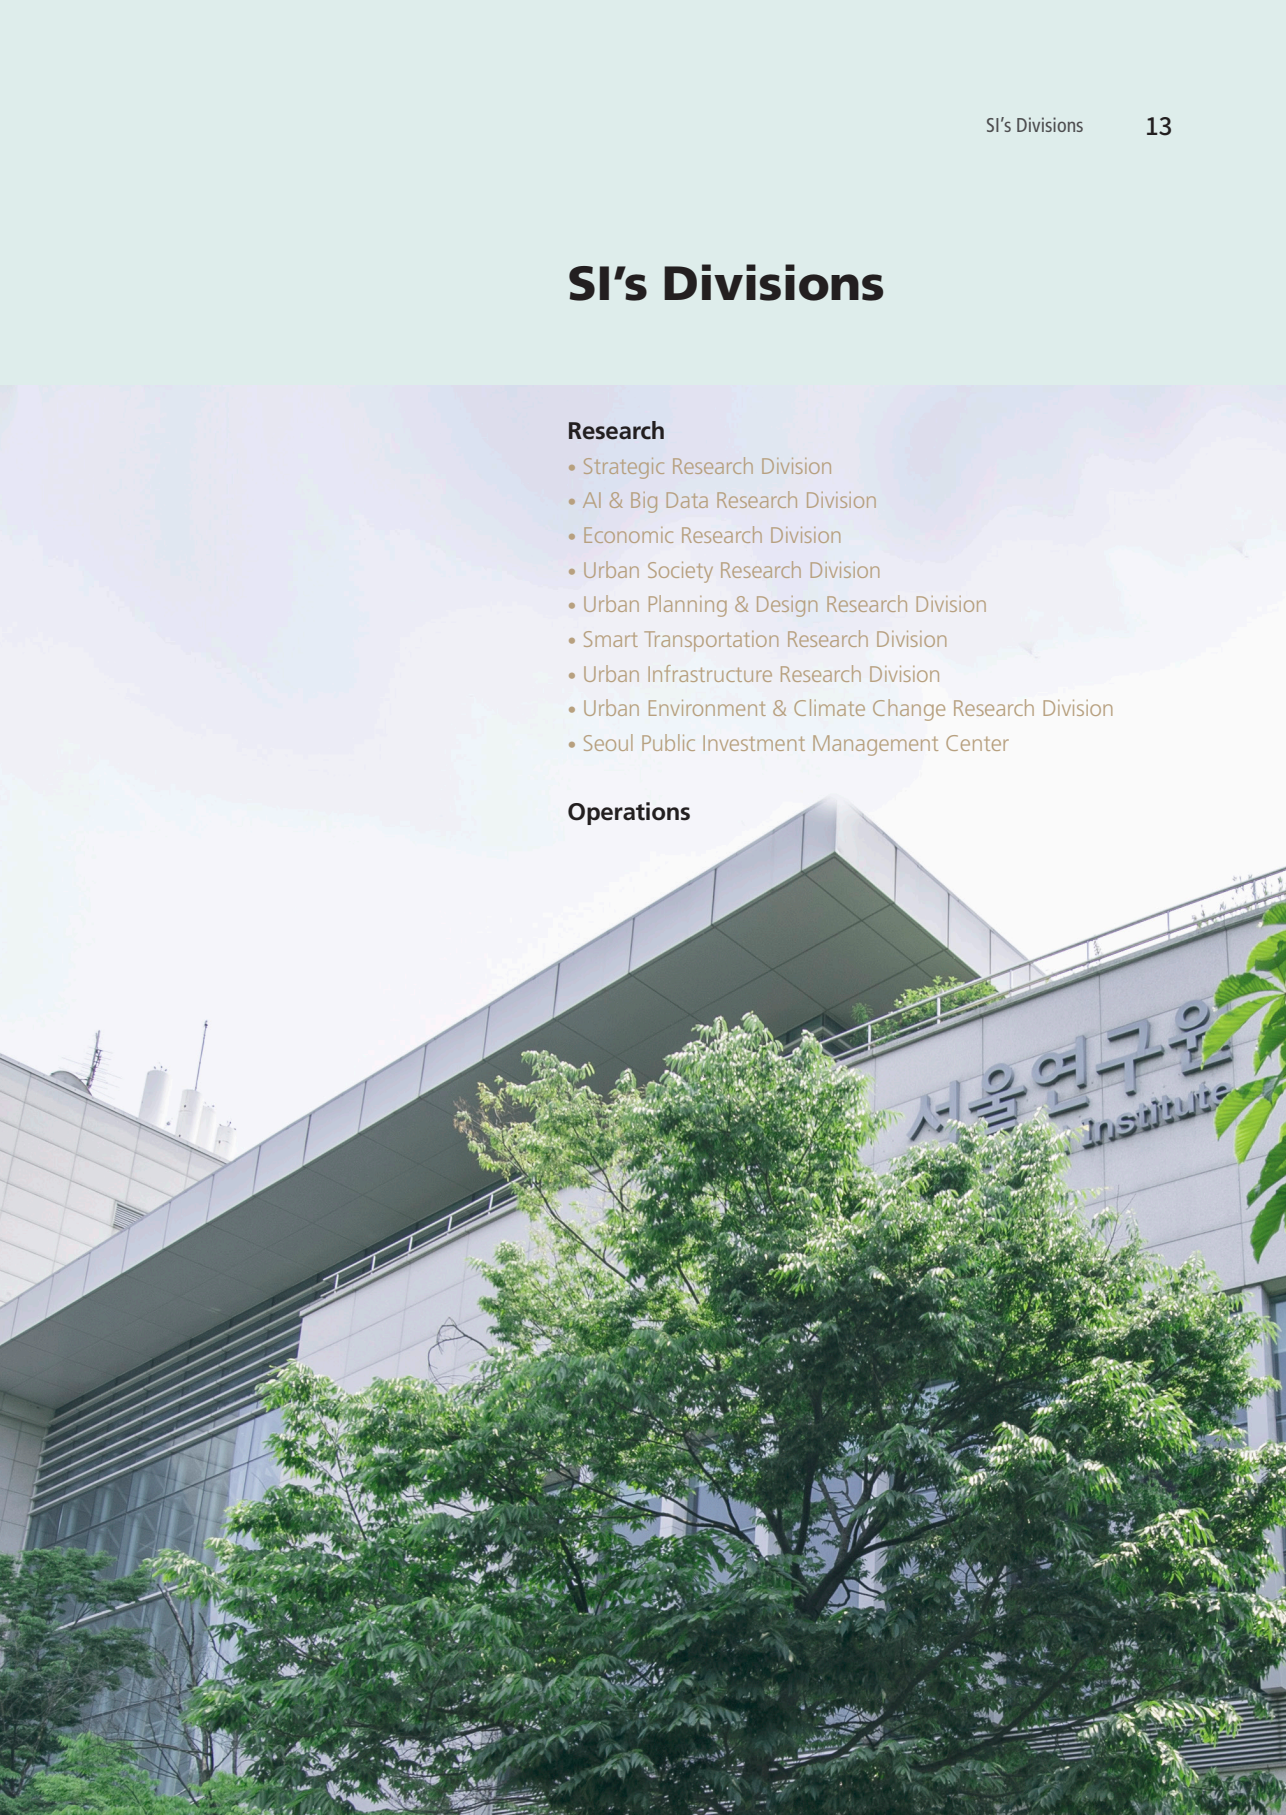 SI’s Divisions 13
SI’s Divisions
Research
• Strategic Research Division
• AI & Big Data Research Division
• Economic Research Division
• Urban Society Research Division
• Urban Planning & Design Research Division
• Smart Transportation Research Division
• Urban Infrastructure Research Division
• Urban Environment & Climate Change Research Division
• Seoul Public Investment Management Center
Operations
서울연구원
Institute